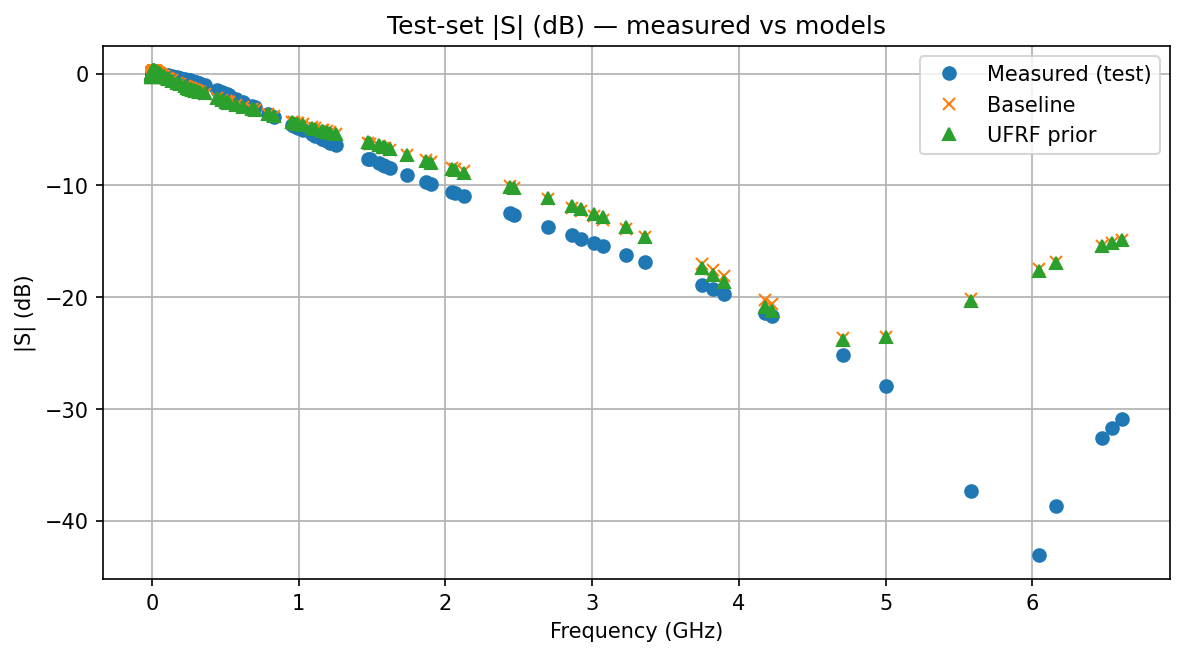 Test-set |S| (dB) — measured vs models
Measured (test)
Baseline
UFRF prior
|S| (dB)
0
−10
−20
−30
−40
0 1 2 3 4 5 6
Frequency (GHz)